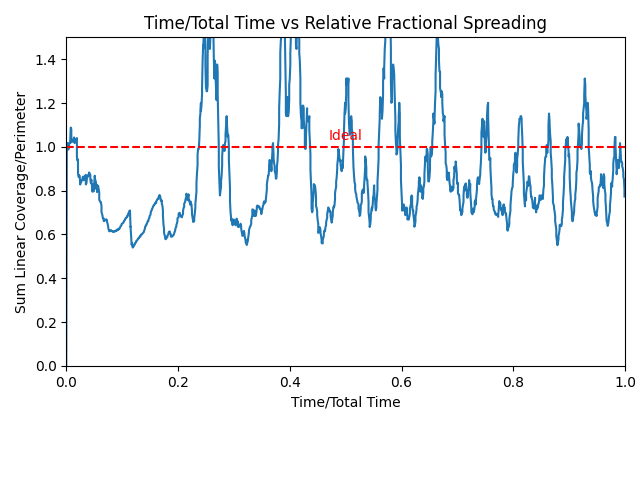 Time/Total Time vs Relative Fractional Spreading
Sum Linear Coverage/Perimeter
1.4
1.2
1.0
0.8
0.6
0.4
0.2
0.0
Ideal
0.0 0.2 0.4 0.6 0.8 1.0
Time/Total Time